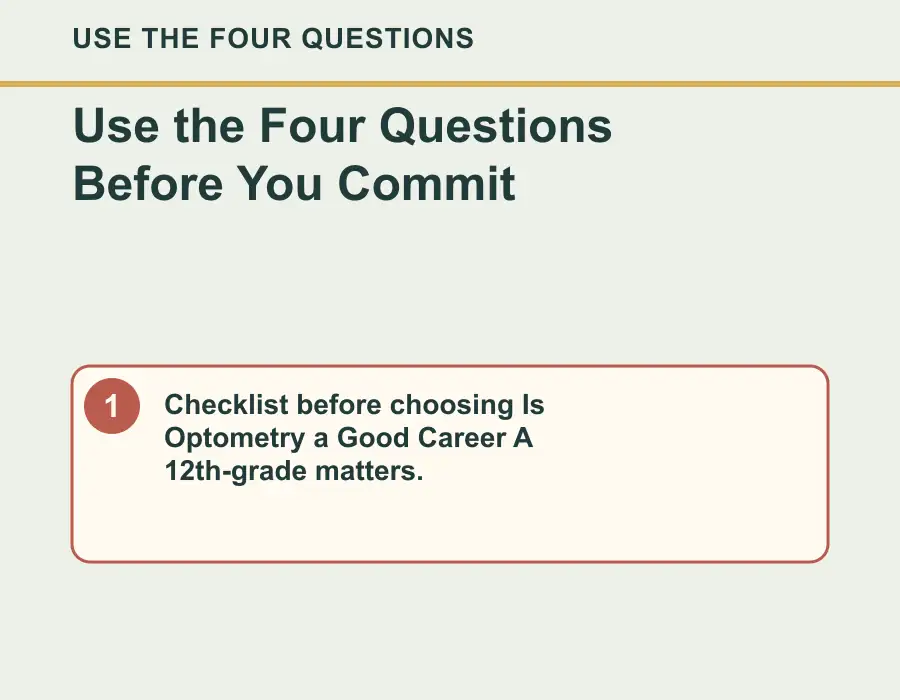 USE THE FOUR QUESTIONS
Use the Four Questions
Before You Commit
1
Checklist before choosing Is
Optometry a Good Career A
12th-grade matters.